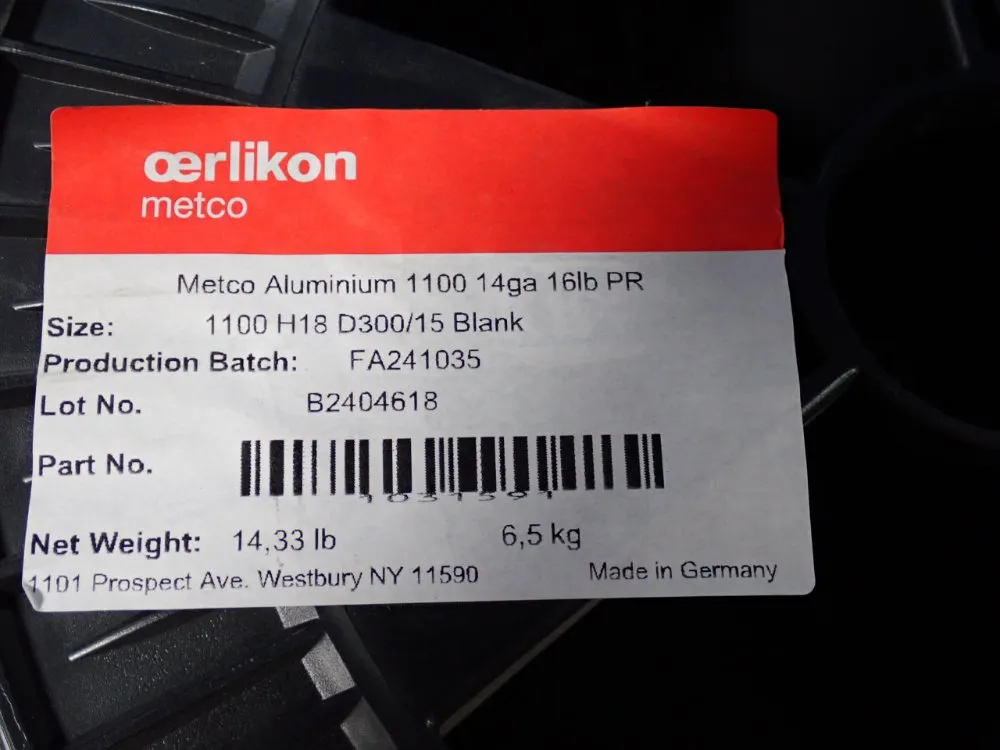 œrlikon
metco
Metco Aluminium 1100 14ga 16lb PR
Size: 1100 H18 D300/15 Blank
Production Batch: FA241035
Lot No. B2404618
Part No.
Net Weight: 14,33 lb 6,5 kg
1101 Prospect Ave. Westbury NY 11590 Made in Germany